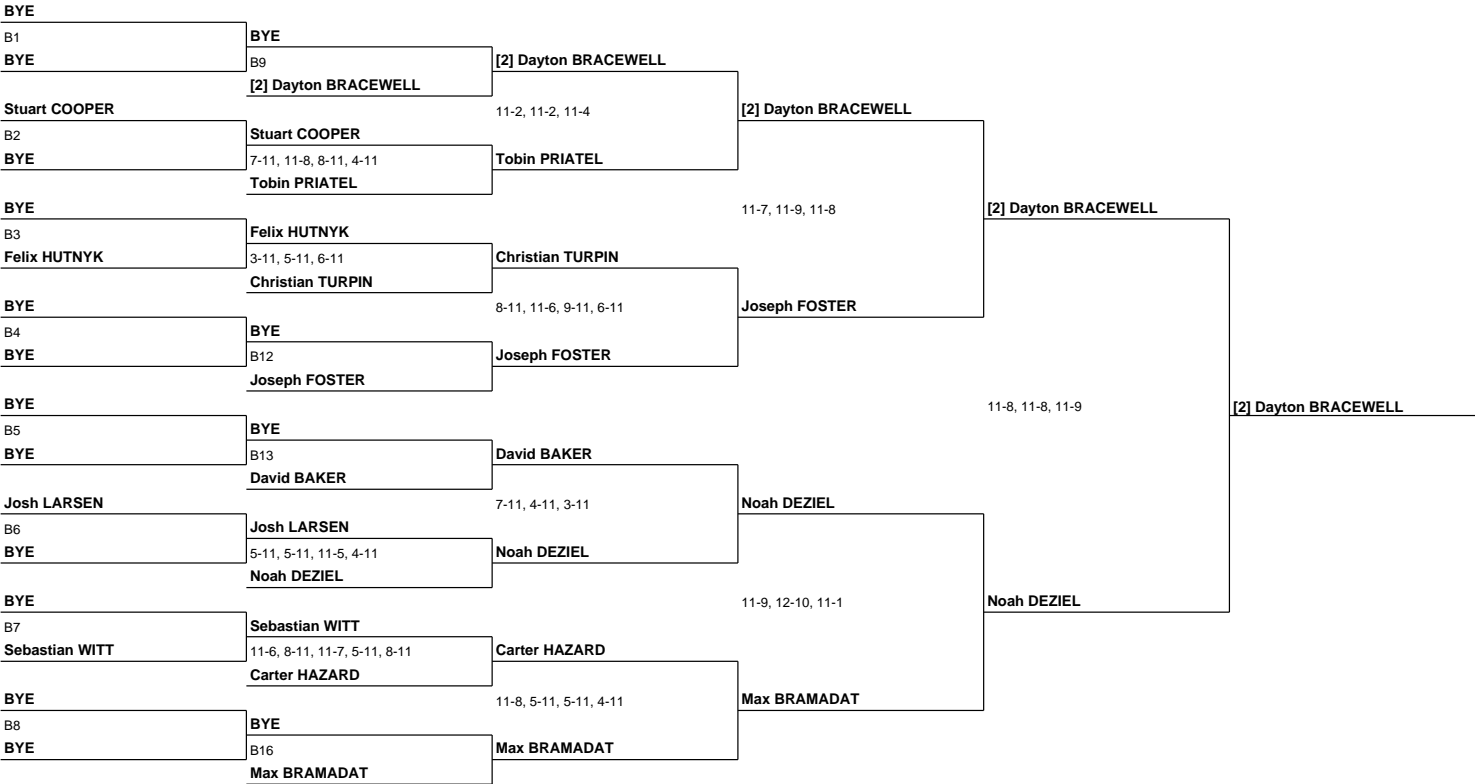 BYE
B1
BYE
Stuart COOPER
B2
BYE
BYE
B3
Felix HUTNYK
BYE
B4
BYE
BYE
B5
BYE
Josh LARSEN
B6
BYE
BYE
B7
Sebastian WITT
BYE
B8
BYE
BYE
B9
[2] Dayton BRACEWELL
Stuart COOPER
7-11, 11-8, 8-11, 4-11
Tobin PRIATEL
Felix HUTNYK
3-11, 5-11, 6-11
Christian TURPIN
BYE
B12
Joseph FOSTER
BYE
B13
David BAKER
Josh LARSEN
5-11, 5-11, 11-5, 4-11
Noah DEZIEL
Sebastian WITT
11-6, 8-11, 11-7, 5-11, 8-11
Carter HAZARD
BYE
B16
Max BRAMADAT
[2] Dayton BRACEWELL
11-2, 11-2, 11-4
Tobin PRIATEL
Christian TURPIN
8-11, 11-6, 9-11, 6-11
Joseph FOSTER
David BAKER
7-11, 4-11, 3-11
Noah DEZIEL
Carter HAZARD
11-8, 5-11, 5-11, 4-11
Max BRAMADAT
[2] Dayton BRACEWELL
11-7, 11-9, 11-8
Joseph FOSTER
Noah DEZIEL
11-9, 12-10, 11-1
Max BRAMADAT
[2] Dayton BRACEWELL
11-8, 11-8, 11-9
Noah DEZIEL
[2] Dayton BRACEWELL